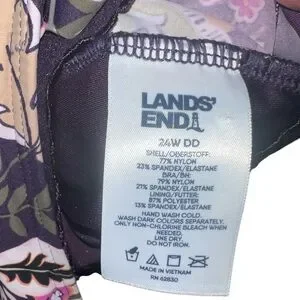 LANDS'
END
24W DD
SHELL/OBERSTOFF:
77% NYLON
23% SPANDEX/ELASTANE
BRA/BH:
79% NYLON
21% SPANDEX/ELASTANE
LINING/FUTTER:
87% POLYESTER
13% SPANDEX/ELASTANE
HAND WASH COLD.
WASH DARK COLORS SEPARATELY.
ONLY NON-CHLORINE BLEACH WHEN
NEEDED.
LINE DRY.
DO NOT IRON.
MADE IN VIETNAM
RN 62830